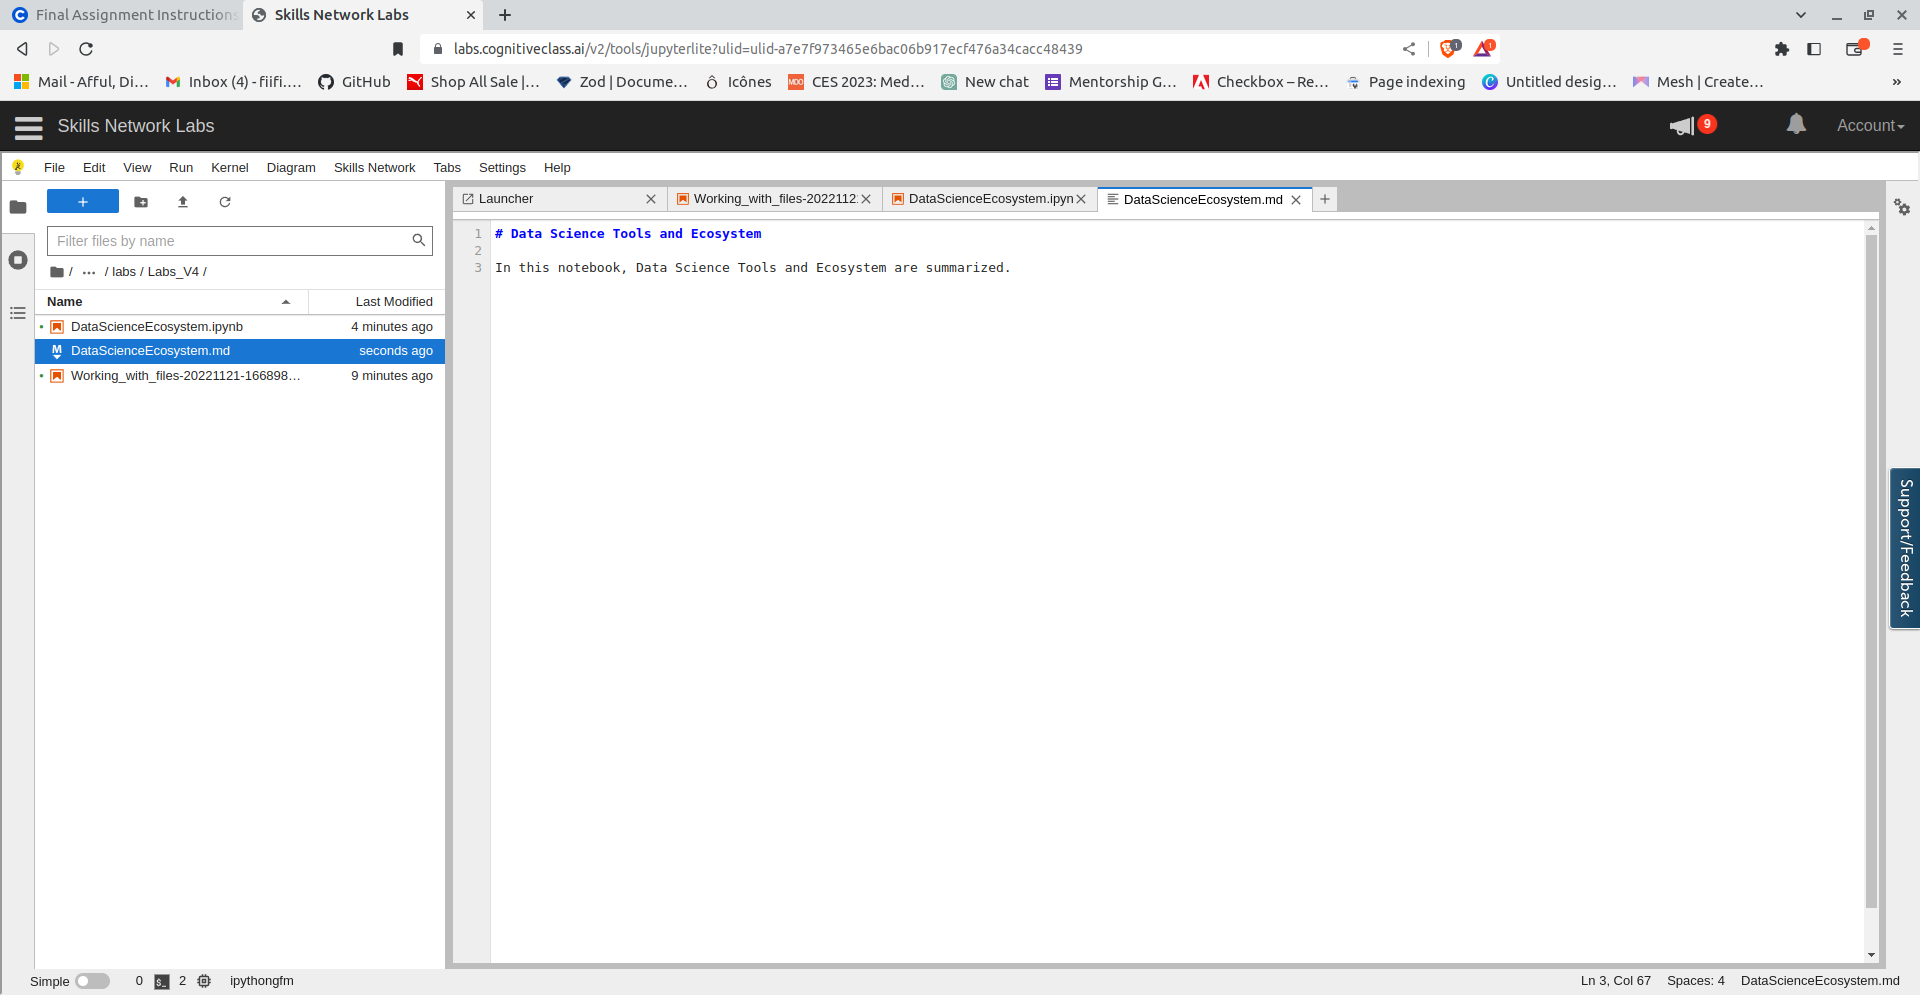 Final Assignment Instructions
Skills Network Labs
labs.cognitiveclass.ai/v2/tools/jupyterlite?ulid=ulid-a7e7f973465e6bac06b917ecf476a34cacc48439
1
1
Mail - Afful, Di…
Inbox (4) - fiifi.…
GitHub
Shop All Sale |…
Zod | Docume…
Icônes
MDO
CES 2023: Med…
New chat
Mentorship G…
Checkbox – Re…
Page indexing
Untitled desig…
Mesh | Create…
»
Skills Network Labs
9
Account
File Edit View Run Kernel Diagram Skills Network Tabs Settings Help
+
Launcher
Working_with_files-2022112
DataScienceEcosystem.ipyn
DataScienceEcosystem.md
Filter files by name
/ … / labs / Labs_V4 /
Name Last Modified
DataScienceEcosystem.ipynb 4 minutes ago
M DataScienceEcosystem.md seconds ago
Working_with_files-20221121-166898… 9 minutes ago
1 # Data Science Tools and Ecosystem
2
3 In this notebook, Data Science Tools and Ecosystem are summarized.
Support/Feedback
Simple 0 $_ 2 ipythongfm
Ln 3, Col 67 Spaces: 4 DataScienceEcosystem.md